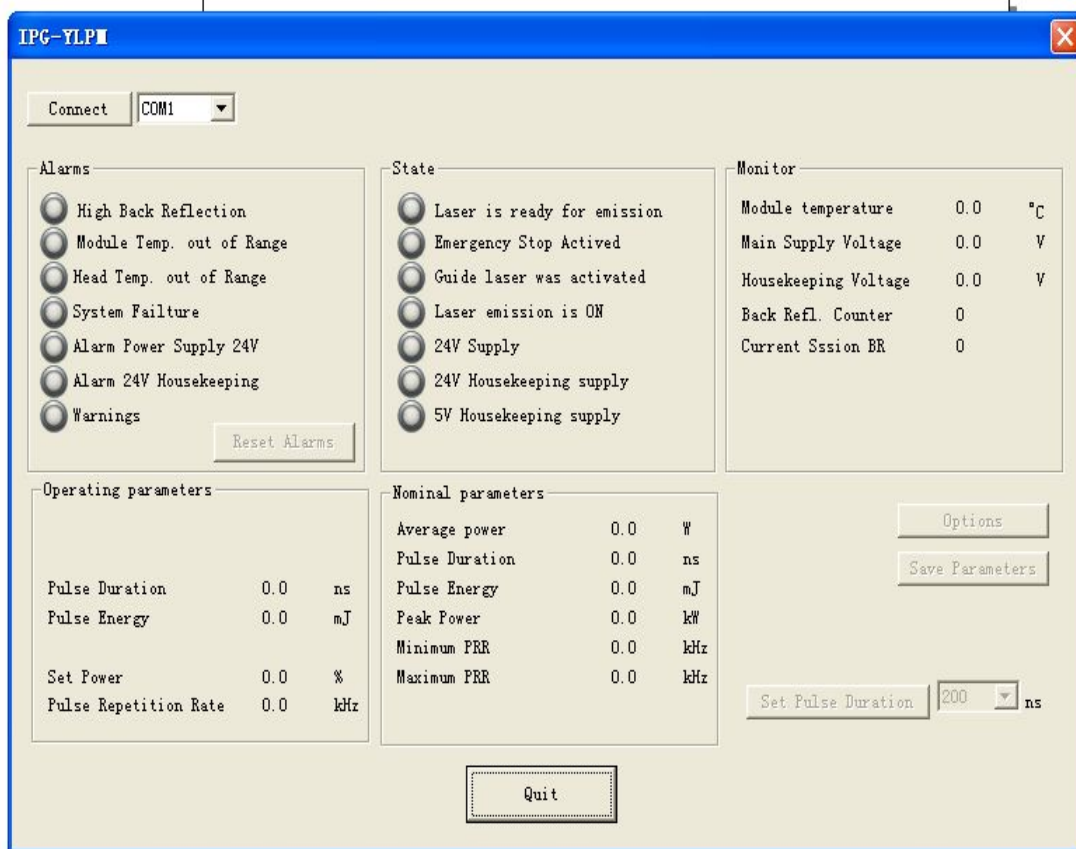 IPG-YLPM
Connect COM1
Alarms
High Back Reflection
Module Temp. out of Range
Head Temp. out of Range
System Failture
Alarm Power Supply 24V
Alarm 24V Housekeeping
Warnings
Reset Alarms
State
Laser is ready for emission
Emergency Stop Actived
Guide laser was activated
Laser emission is ON
24V Supply
24V Housekeeping supply
5V Housekeeping supply
Monitor
Module temperature 0.0 °C
Main Supply Voltage 0.0 V
Housekeeping Voltage 0.0 V
Back Refl. Counter 0
Current Sssion BR 0
Operating parameters
Pulse Duration 0.0 ns
Pulse Energy 0.0 mJ
Set Power 0.0 %
Pulse Repetition Rate 0.0 kHz
Nominal parameters
Average power 0.0 W
Pulse Duration 0.0 ns
Pulse Energy 0.0 mJ
Peak Power 0.0 kW
Minimum PRR 0.0 kHz
Maximum PRR 0.0 kHz
Options
Save Parameters
Set Pulse Duration 200 ns
Quit